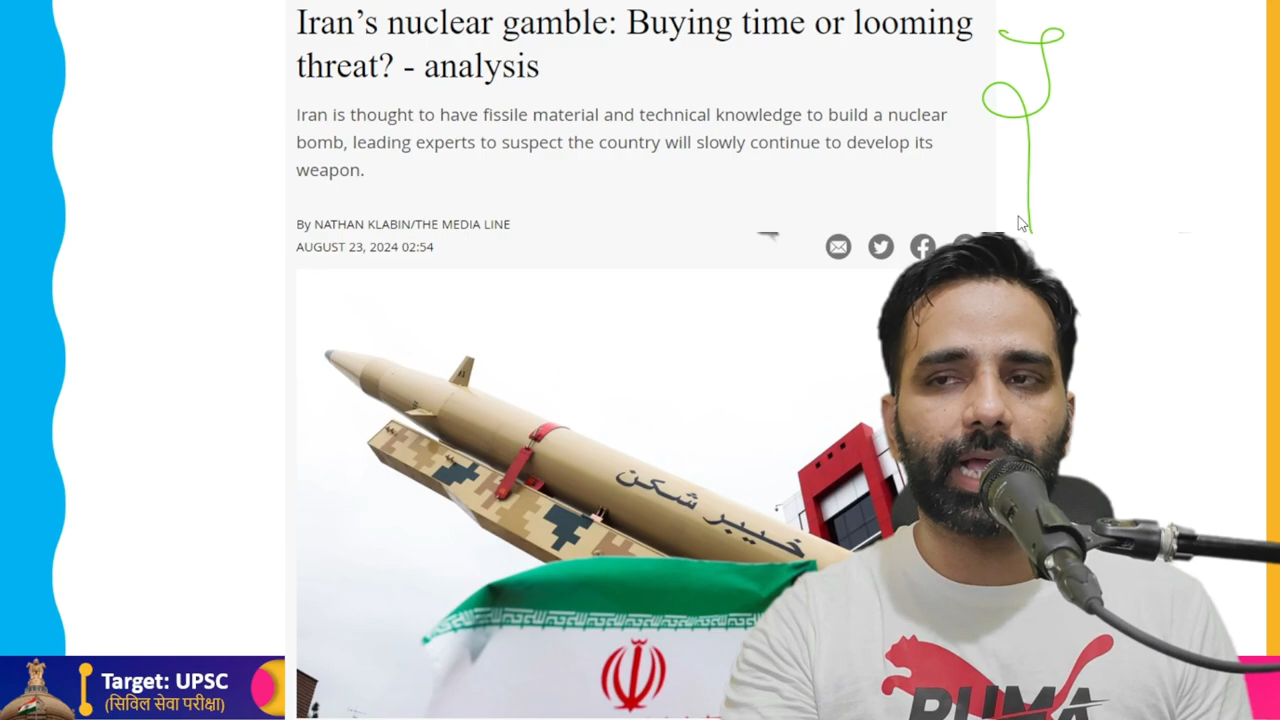 Iran’s nuclear gamble: Buying time or looming
threat? - analysis
Iran is thought to have fissile material and technical knowledge to build a nuclear
bomb, leading experts to suspect the country will slowly continue to develop its
weapon.
By NATHAN KLABIN/THE MEDIA LINE
AUGUST 23, 2024 02:54
خیبر شکن
Target: UPSC
(सिविल सेवा परीक्षा)
PUMA